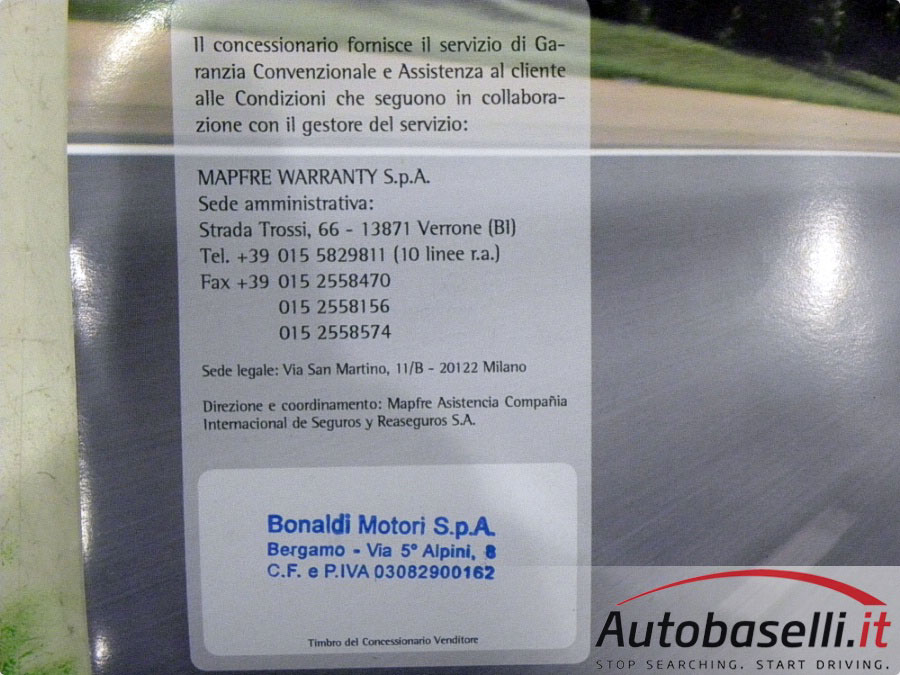 Il concessionario fornisce il servizio di Ga-
ranzia Convenzionale e Assistenza al cliente
alle Condizioni che seguono in collabora-
zione con il gestore del servizio:
MAPFRE WARRANTY S.p.A.
Sede amministrativa:
Strada Trossi, 66 - 13871 Verrone (BI)
Tel. +39 015 5829811 (10 linee r.a.)
Fax +39 015 2558470
015 2558156
015 2558574
Sede legale: Via San Martino, 11/B - 20122 Milano
Direzione e coordinamento: Mapfre Asistencia Compañia
Internacional de Seguros y Reaseguros S.A.
Bonaldi Motori S.p.A.
Bergamo - Via 5° Alpini, 8
C.F. e P.IVA 03082900162
Timbro del Concessionario Venditore
Autobaselli.it
STOP SEARCHING. START DRIVING.